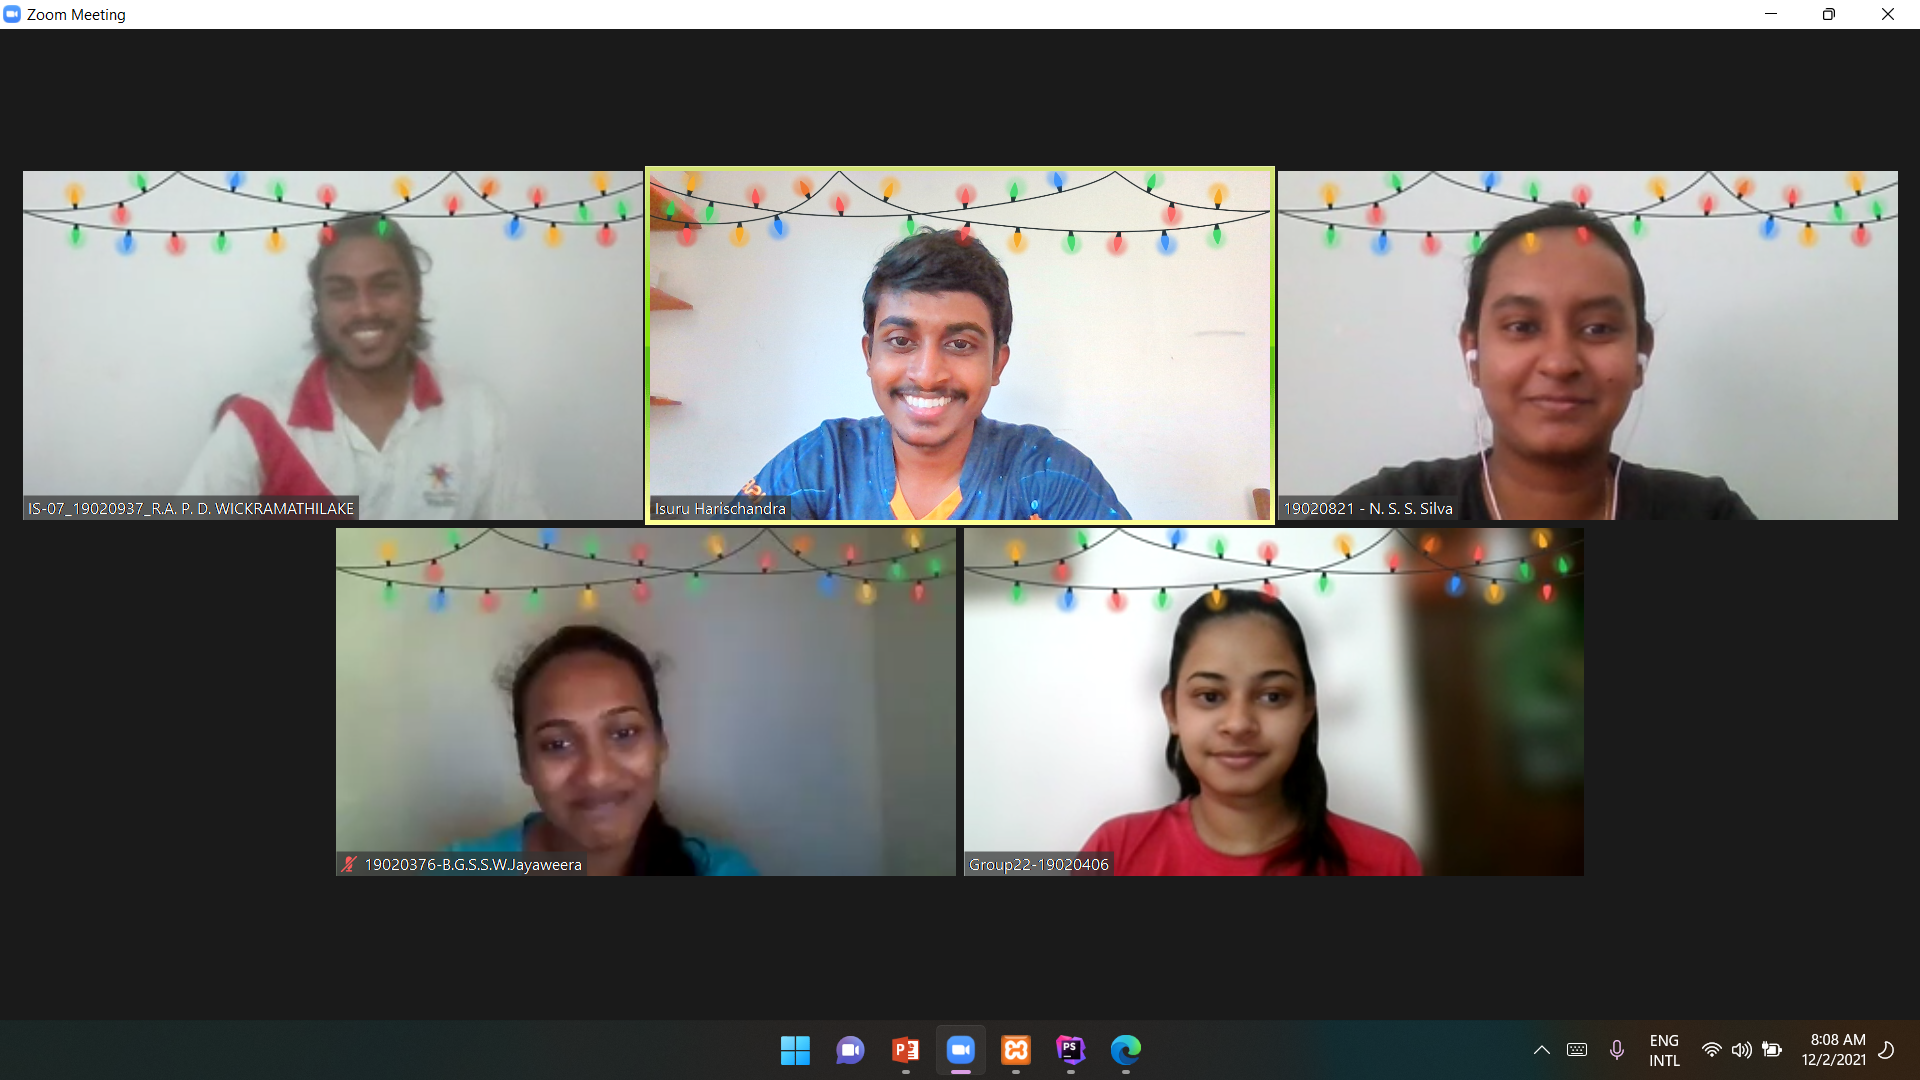 Zoom Meeting
IS-07_19020937_R.A. P. D. WICKRAMATHILAKE
Isuru Harischandra
19020821 - N. S. S. Silva
19020376-B.G.S.S.W.Jayaweera
Group22-19020406
P
PS
ENG
INTL
8:08 AM
12/2/2021